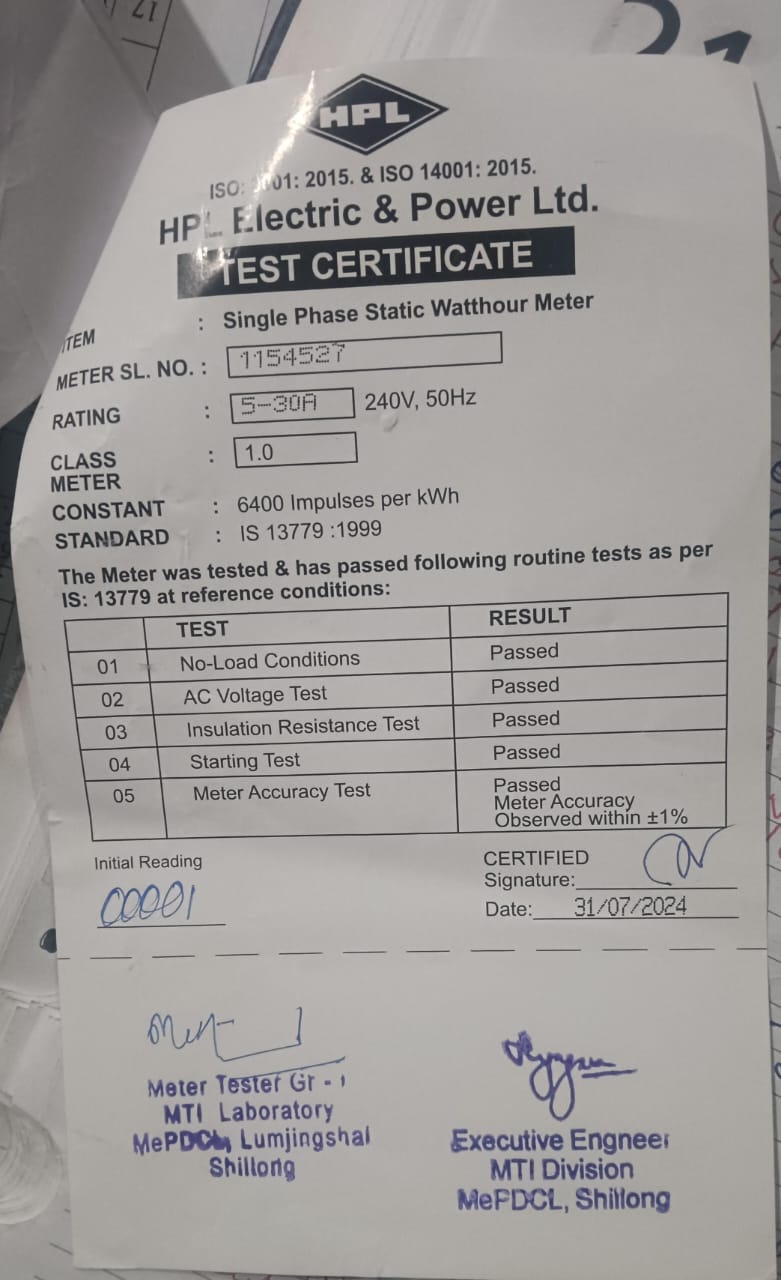 17
21
HPL
ISO: 9001: 2015. & ISO 14001: 2015.
HPL Electric & Power Ltd.
TEST CERTIFICATE
ITEM : Single Phase Static Watthour Meter
METER SL. NO. : 1154527
RATING : 5-30A 240V, 50Hz
CLASS : 1.0
METER
CONSTANT : 6400 Impulses per kWh
STANDARD : IS 13779 :1999
The Meter was tested & has passed following routine tests as per
IS: 13779 at reference conditions:
TEST RESULT
01 No-Load Conditions Passed
02 AC Voltage Test Passed
03 Insulation Resistance Test Passed
04 Starting Test Passed
05 Meter Accuracy Test Passed
Meter Accuracy
Observed within ±1%
Initial Reading
00001
CERTIFIED
Signature:
Date: 31/07/2024
Meter Tester Gr - I
MTI Laboratory
MePDCL, Lumjingshai
Shillong
Executive Engneer
MTI Division
MePDCL, Shillong